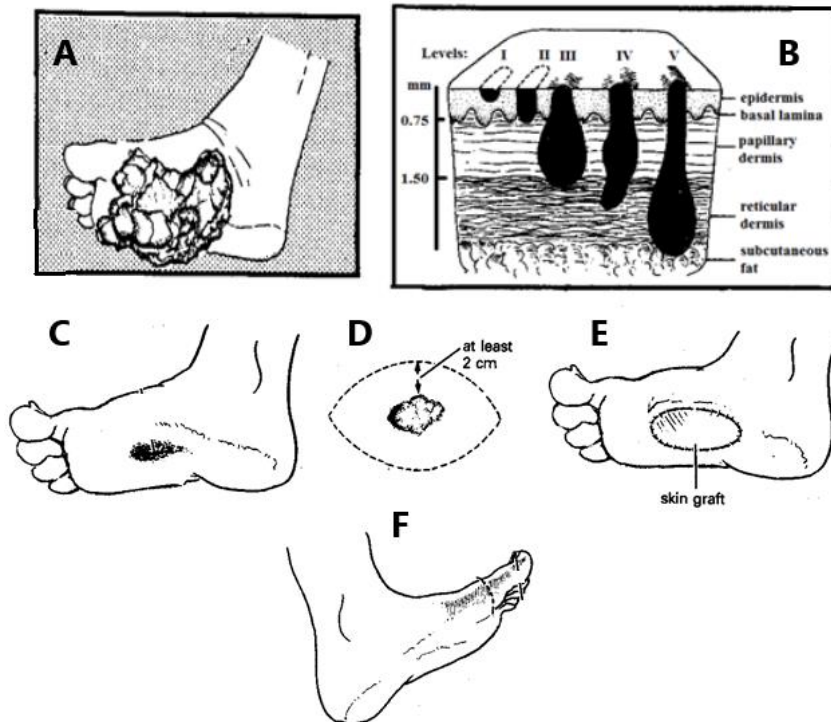 A
Levels: I II III IV V
B
mm
0.75
1.50
epidermis
basal lamina
papillary
dermis
reticular
dermis
subcutaneous
fat
C
D
at least
2 cm
E
skin graft
F